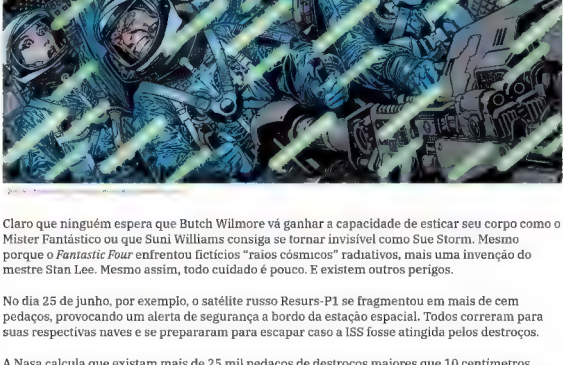 Claro que ninguém espera que Butch Wilmore vá ganhar a capacidade de esticar seu corpo como o
Mister Fantástico ou que Suni Williams consiga se tornar invisível como Sue Storm. Mesmo
porque o Fantastic Four enfrentou fictícios "raios cósmicos" radiativos, mais uma invenção do
mestre Stan Lee. Mesmo assim, todo cuidado é pouco. E existem outros perigos.
No dia 25 de junho, por exemplo, o satélite russo Resurs-P1 se fragmentou em mais de cem
pedaços, provocando um alerta de segurança a bordo da estação espacial. Todos correram para
suas respectivas naves e se prepararam para escapar caso a ISS fosse atingida pelos destroços.
A Nasa calcula que existam mais de 25 mil pedaços de destroços maiores que 10 centímetros